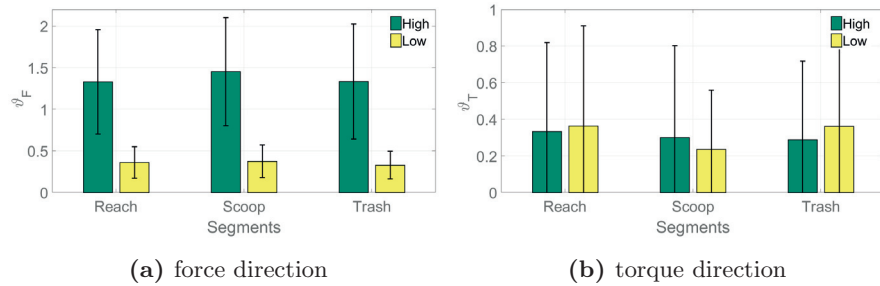 2
1.5
1
0.5
0
ϑ_F
High
Low
Reach Scoop Trash
Segments
(a) force direction
1
0.8
0.6
0.4
0.2
0
ϑ_T
High
Low
Reach Scoop Trash
Segments
(b) torque direction